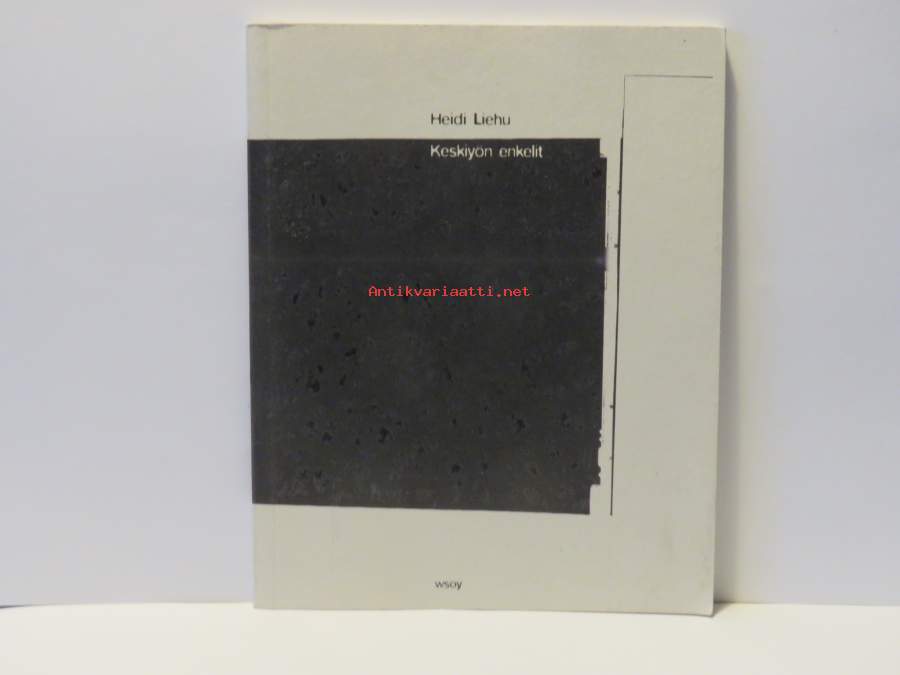 Heidi Liehu
Keskiyön enkelit
Antikvariaatti.net
wsoy